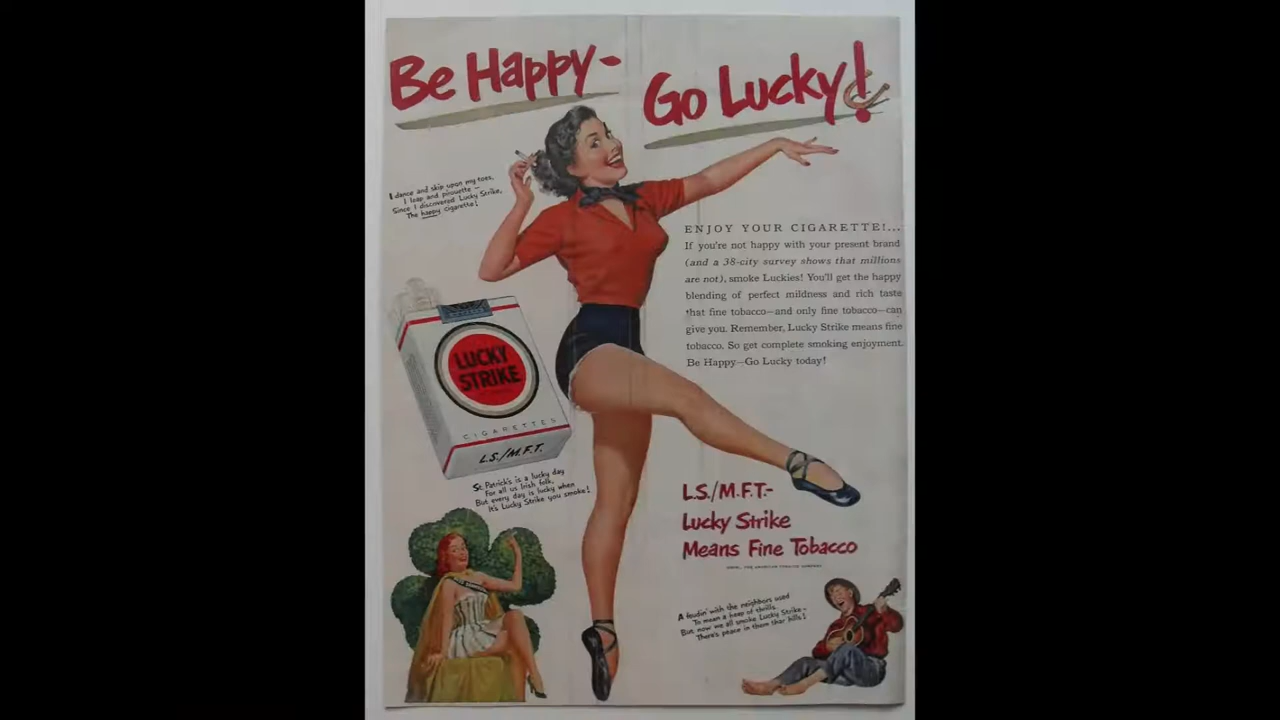 Be Happy-
Go Lucky!
I dance and skip upon my toes,
I leap and pirouette -
Since I discovered Lucky Strike,
The happy cigarette!
ENJOY YOUR CIGARETTE!...
If you're not happy with your present brand
(and a 38-city survey shows that millions
are not), smoke Luckies! You'll get the happy
blending of perfect mildness and rich taste
that fine tobacco—and only fine tobacco—can
give you. Remember, Lucky Strike means fine
tobacco. So get complete smoking enjoyment.
Be Happy—Go Lucky today!
LUCKY
STRIKE
CIGARETTES
L.S./M.F.T.
St. Patrick's is a lucky day
For all us Irish folk,
But every day is lucky when
It's Lucky Strike you smoke!
L.S./M.F.T.-
Lucky Strike
Means Fine Tobacco
COPR., THE AMERICAN TOBACCO COMPANY
A feudin' with the neighbors used
To mean a heap of thrills
But now we all smoke Lucky Strike-
There's peace in them thar hills!